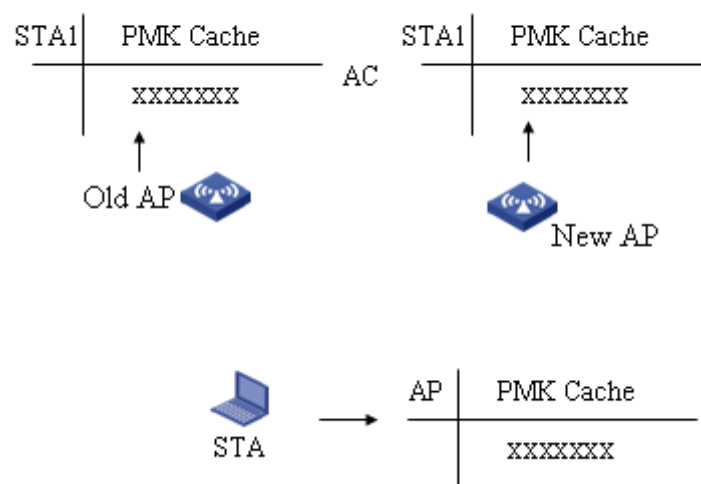 STA1 PMK Cache
XXXXXXX
Old AP
AC
STA1 PMK Cache
XXXXXXX
New AP
STA
AP PMK Cache
XXXXXXX